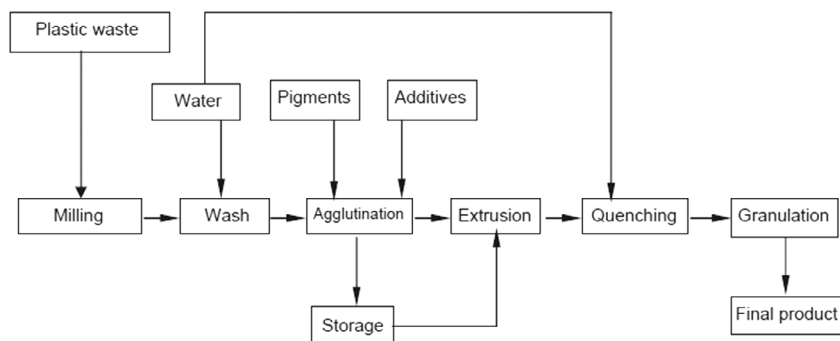 Plastic waste
Water
Pigments
Additives
Milling
Wash
Agglutination
Extrusion
Quenching
Granulation
Storage
Final product